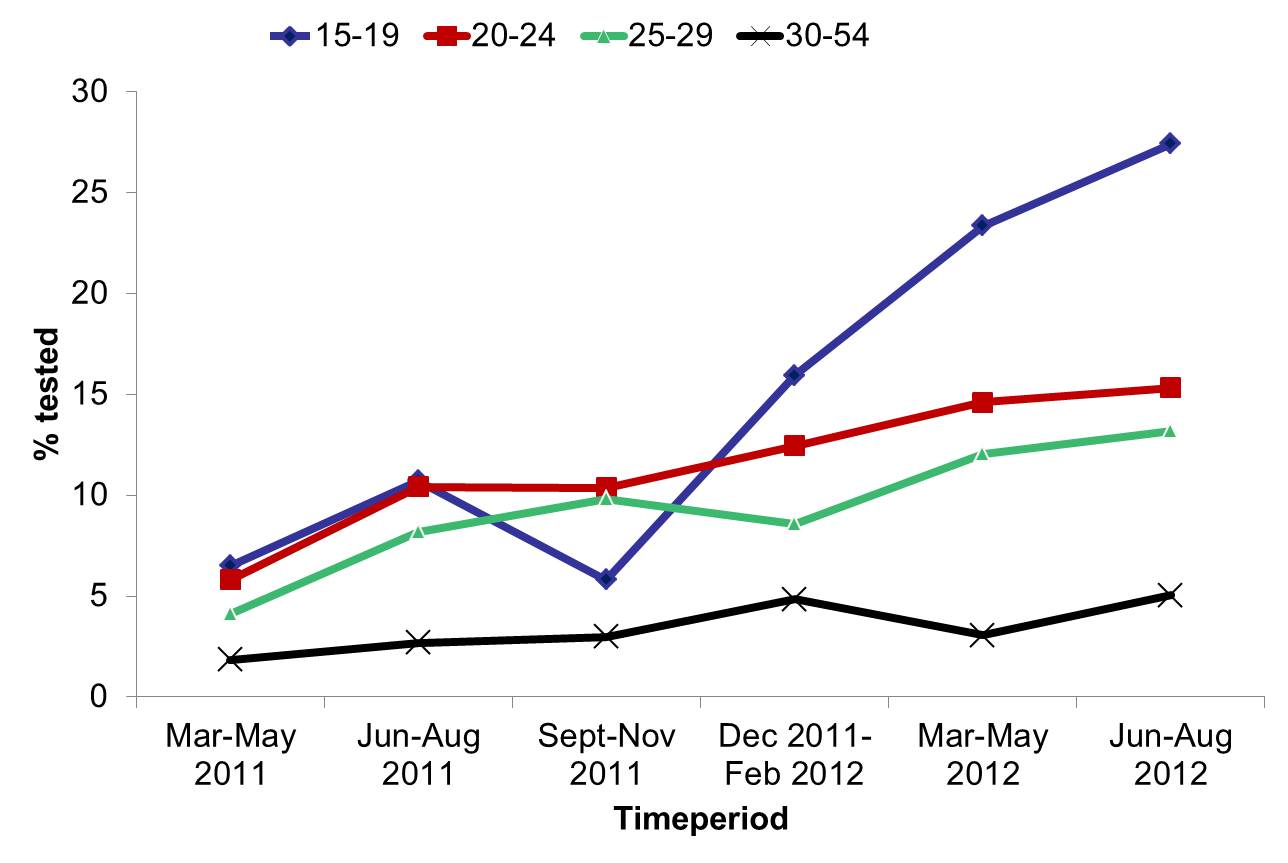 15-19 20-24 25-29 30-54
30
25
20
15
10
5
0
% tested
Mar-May 2011
Jun-Aug 2011
Sept-Nov 2011
Dec 2011-Feb 2012
Mar-May 2012
Jun-Aug 2012
Timeperiod